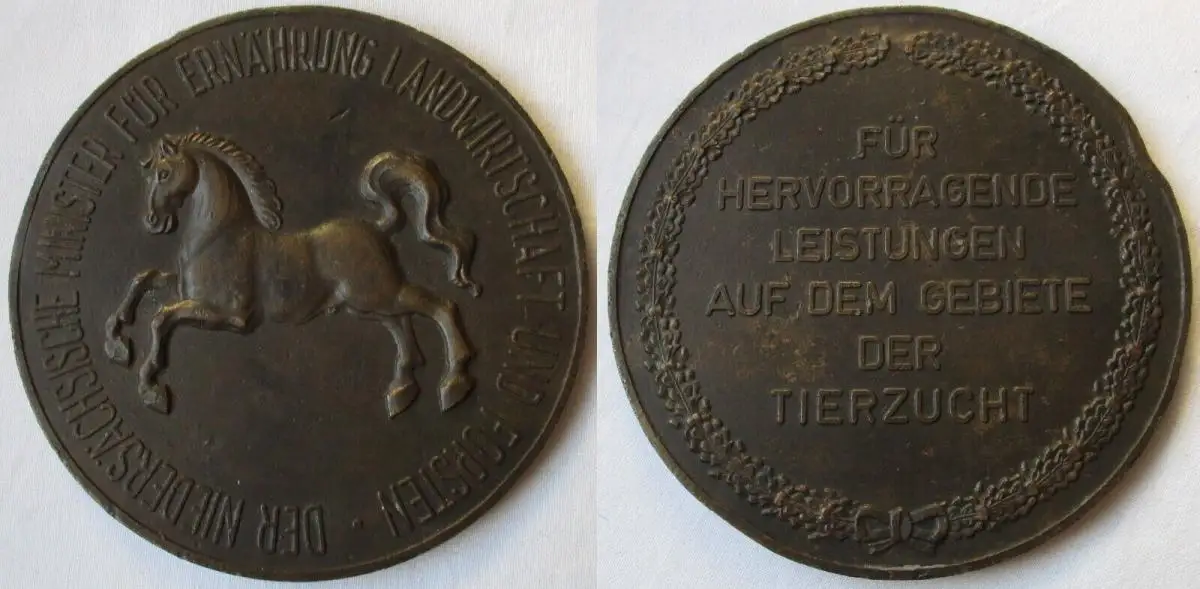 DER NIEDERSÄCHSISCHE MINISTER FÜR ERNÄHRUNG LANDWIRTSCHAFT UND FORSTEN ·
FÜR
HERVORRAGENDE
LEISTUNGEN
AUF DEM GEBIETE
DER
TIERZUCHT